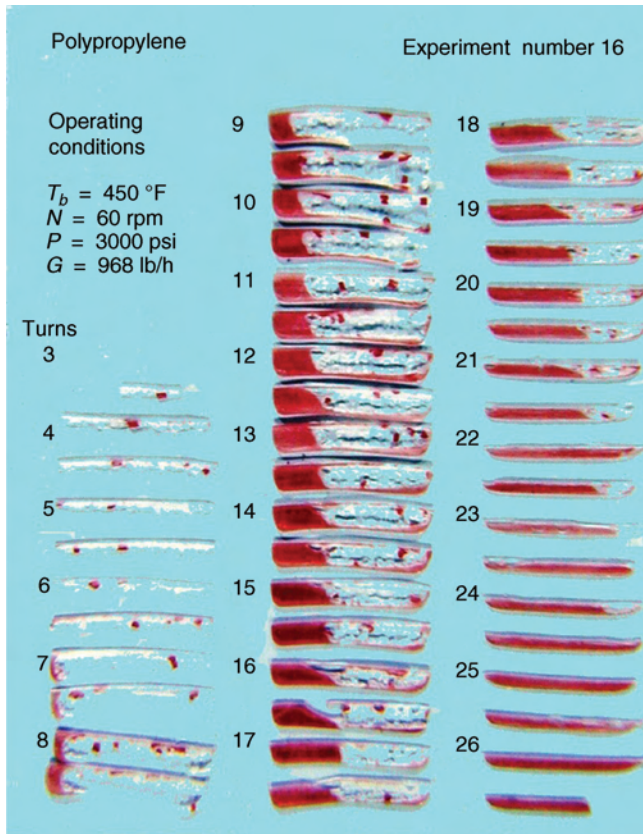 Polypropylene
Experiment number 16
Operating
conditions
T_b = 450 °F
N = 60 rpm
P = 3000 psi
G = 968 lb/h
Turns
3
4
5
6
7
8
9
10
11
12
13
14
15
16
17
18
19
20
21
22
23
24
25
26